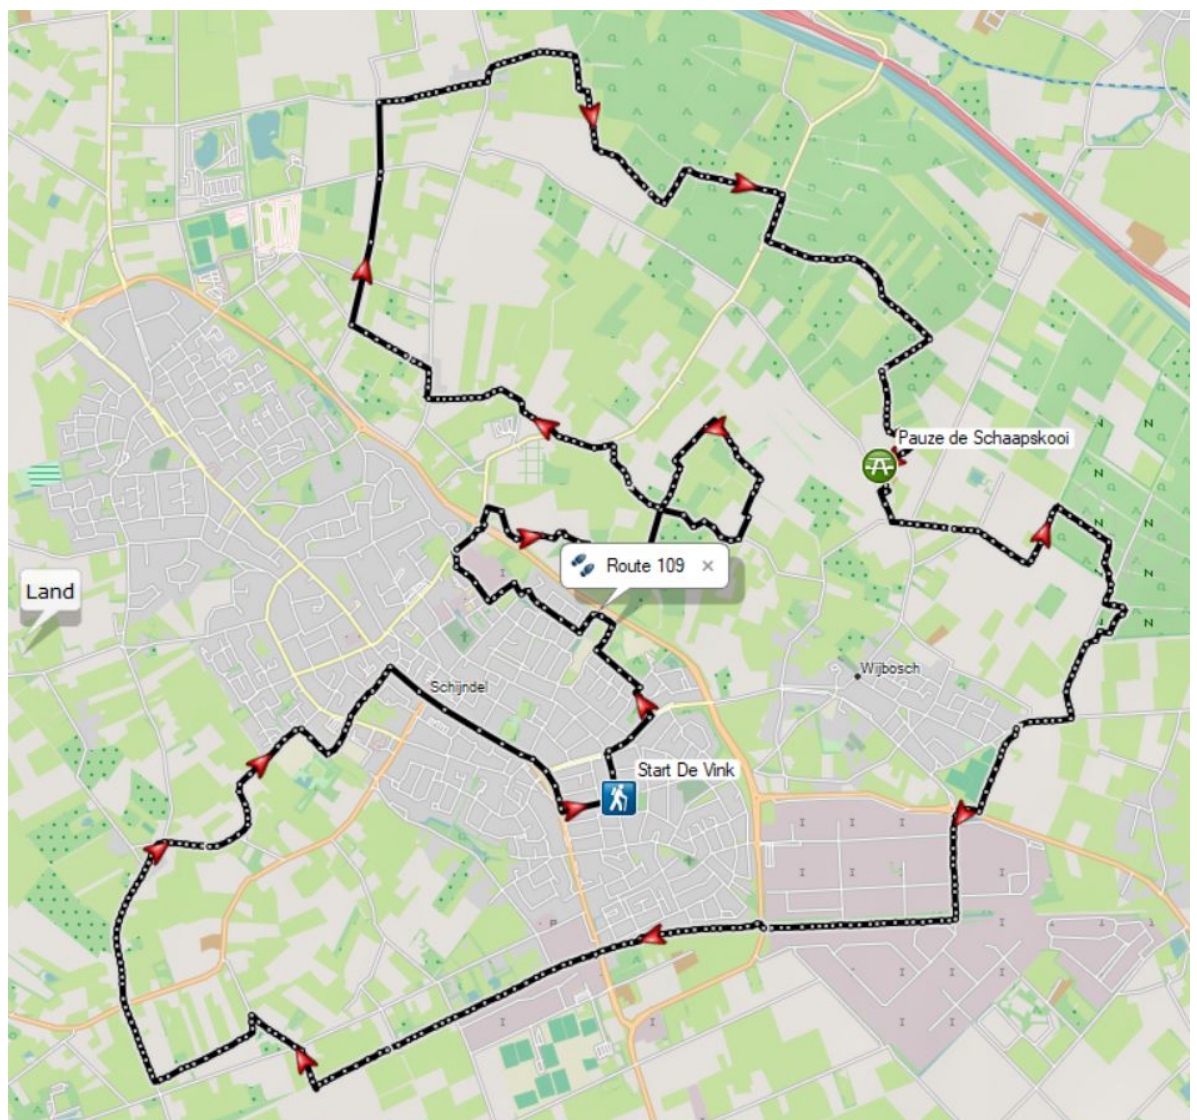 Pauze de Schaapskooi
Route 109
Land
Wijbosch
Schijndel
Start De Vink